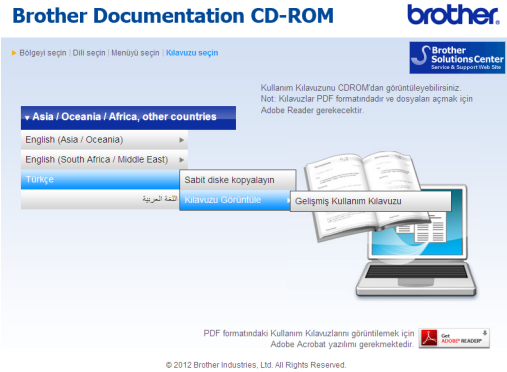 Brother Documentation CD-ROM
brother
Bölgeyi seçin | Dili seçin | Menüyü seçin | Kılavuzu seçin
Brother
Solutions Center
Service & Support Web Site
Kullanım Kılavuzunu CDROM'dan görüntüleyebilirsiniz.
Not: Kılavuzlar PDF formatındadır ve dosyaları açmak için
Adobe Reader gerekecektir.
Asia / Oceania / Africa, other countries
English (Asia / Oceania)
English (South Africa / Middle East)
Türkçe
Sabit diske kopyalayın
اللغة العربية
Kılavuzu Görüntüle
Gelişmiş Kullanım Kılavuzu
PDF formatındaki Kullanım Kılavuzlarını görüntülemek için
Adobe Acrobat yazılımı gerekmektedir.
Get
ADOBE® READER®
© 2012 Brother Industries, Ltd. All Rights Reserved.